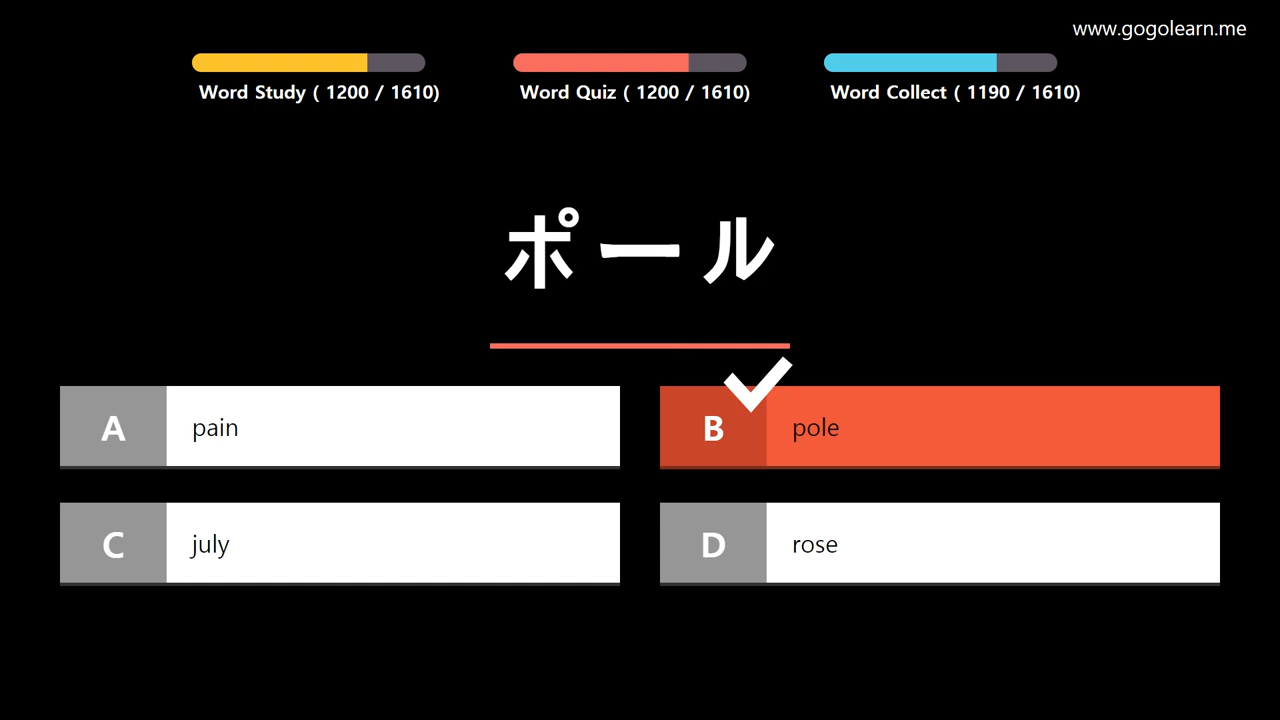 www.gogolearn.me
Word Study ( 1200 / 1610)
Word Quiz ( 1200 / 1610)
Word Collect ( 1190 / 1610)
ポール
A pain
B pole
C july
D rose